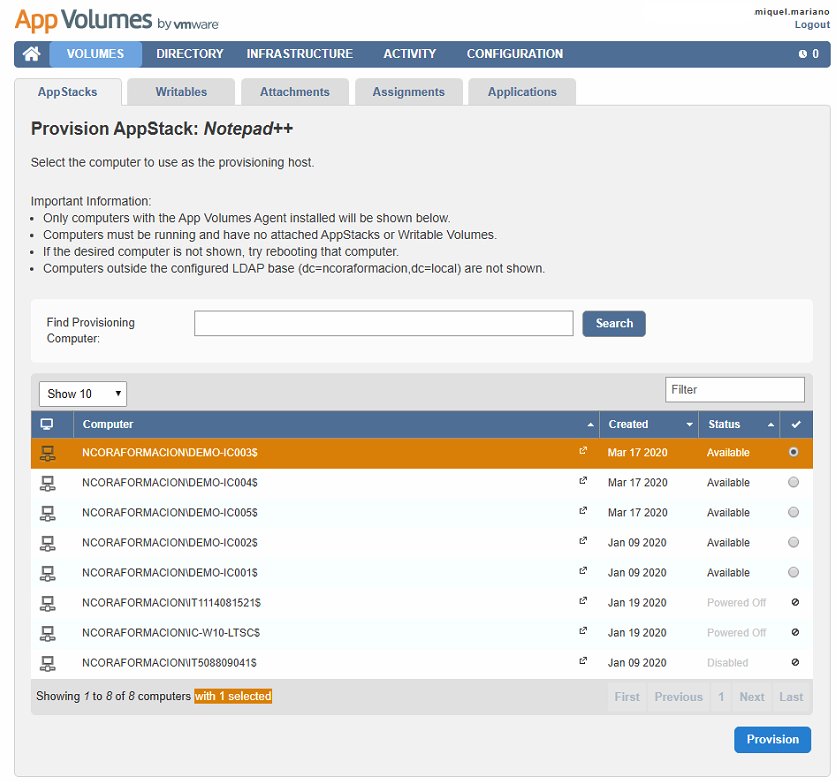 App Volumes by vmware
miquel.mariano
Logout
VOLUMES DIRECTORY INFRASTRUCTURE ACTIVITY CONFIGURATION 0
AppStacks Writables Attachments Assignments Applications
Provision AppStack: Notepad++
Select the computer to use as the provisioning host.
Important Information:
• Only computers with the App Volumes Agent installed will be shown below.
• Computers must be running and have no attached AppStacks or Writable Volumes.
• If the desired computer is not shown, try rebooting that computer.
• Computers outside the configured LDAP base (dc=ncoraformacion,dc=local) are not shown.
Find Provisioning
Computer:
Search
Show 10
Filter
Computer Created Status
NCORAFORMACION\DEMO-IC003$ Mar 17 2020 Available
NCORAFORMACION\DEMO-IC004$ Mar 17 2020 Available
NCORAFORMACION\DEMO-IC005$ Mar 17 2020 Available
NCORAFORMACION\DEMO-IC002$ Jan 09 2020 Available
NCORAFORMACION\DEMO-IC001$ Jan 09 2020 Available
NCORAFORMACION\IT1114081521$ Jan 19 2020 Powered Off
NCORAFORMACION\IC-W10-LTSC$ Jan 19 2020 Powered Off
NCORAFORMACION\IT508809041$ Jan 09 2020 Disabled
Showing 1 to 8 of 8 computers with 1 selected
First Previous 1 Next Last
Provision